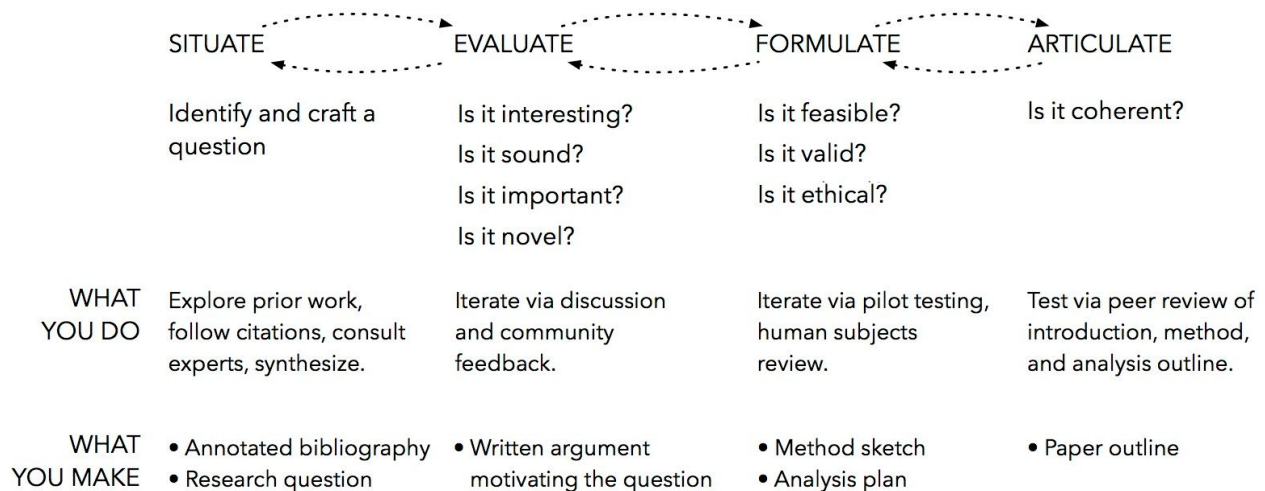 SITUATE
EVALUATE
FORMULATE
ARTICULATE
Identify and craft a
question
Is it interesting?
Is it sound?
Is it important?
Is it novel?
Is it feasible?
Is it valid?
Is it ethical?
Is it coherent?
WHAT
YOU DO
Explore prior work,
follow citations, consult
experts, synthesize.
Iterate via discussion
and community
feedback.
Iterate via pilot testing,
human subjects
review.
Test via peer review of
introduction, method,
and analysis outline.
WHAT
YOU MAKE
• Annotated bibliography
• Research question
• Written argument
motivating the question
• Method sketch
• Analysis plan
• Paper outline